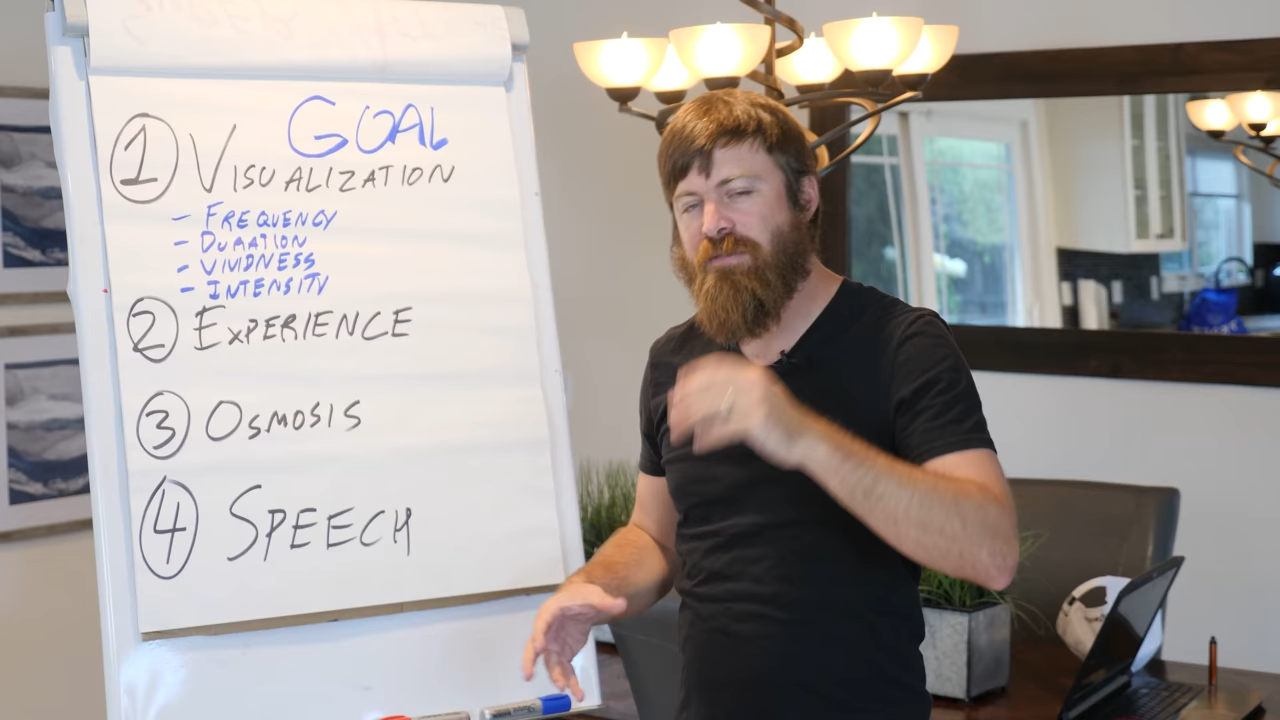 GOAL
1 VISUALIZATION
- FREQUENCY
- DURATION
- VIVIDNESS
- INTENSITY
2 EXPERIENCE
3 OSMOSIS
4 SPEECH